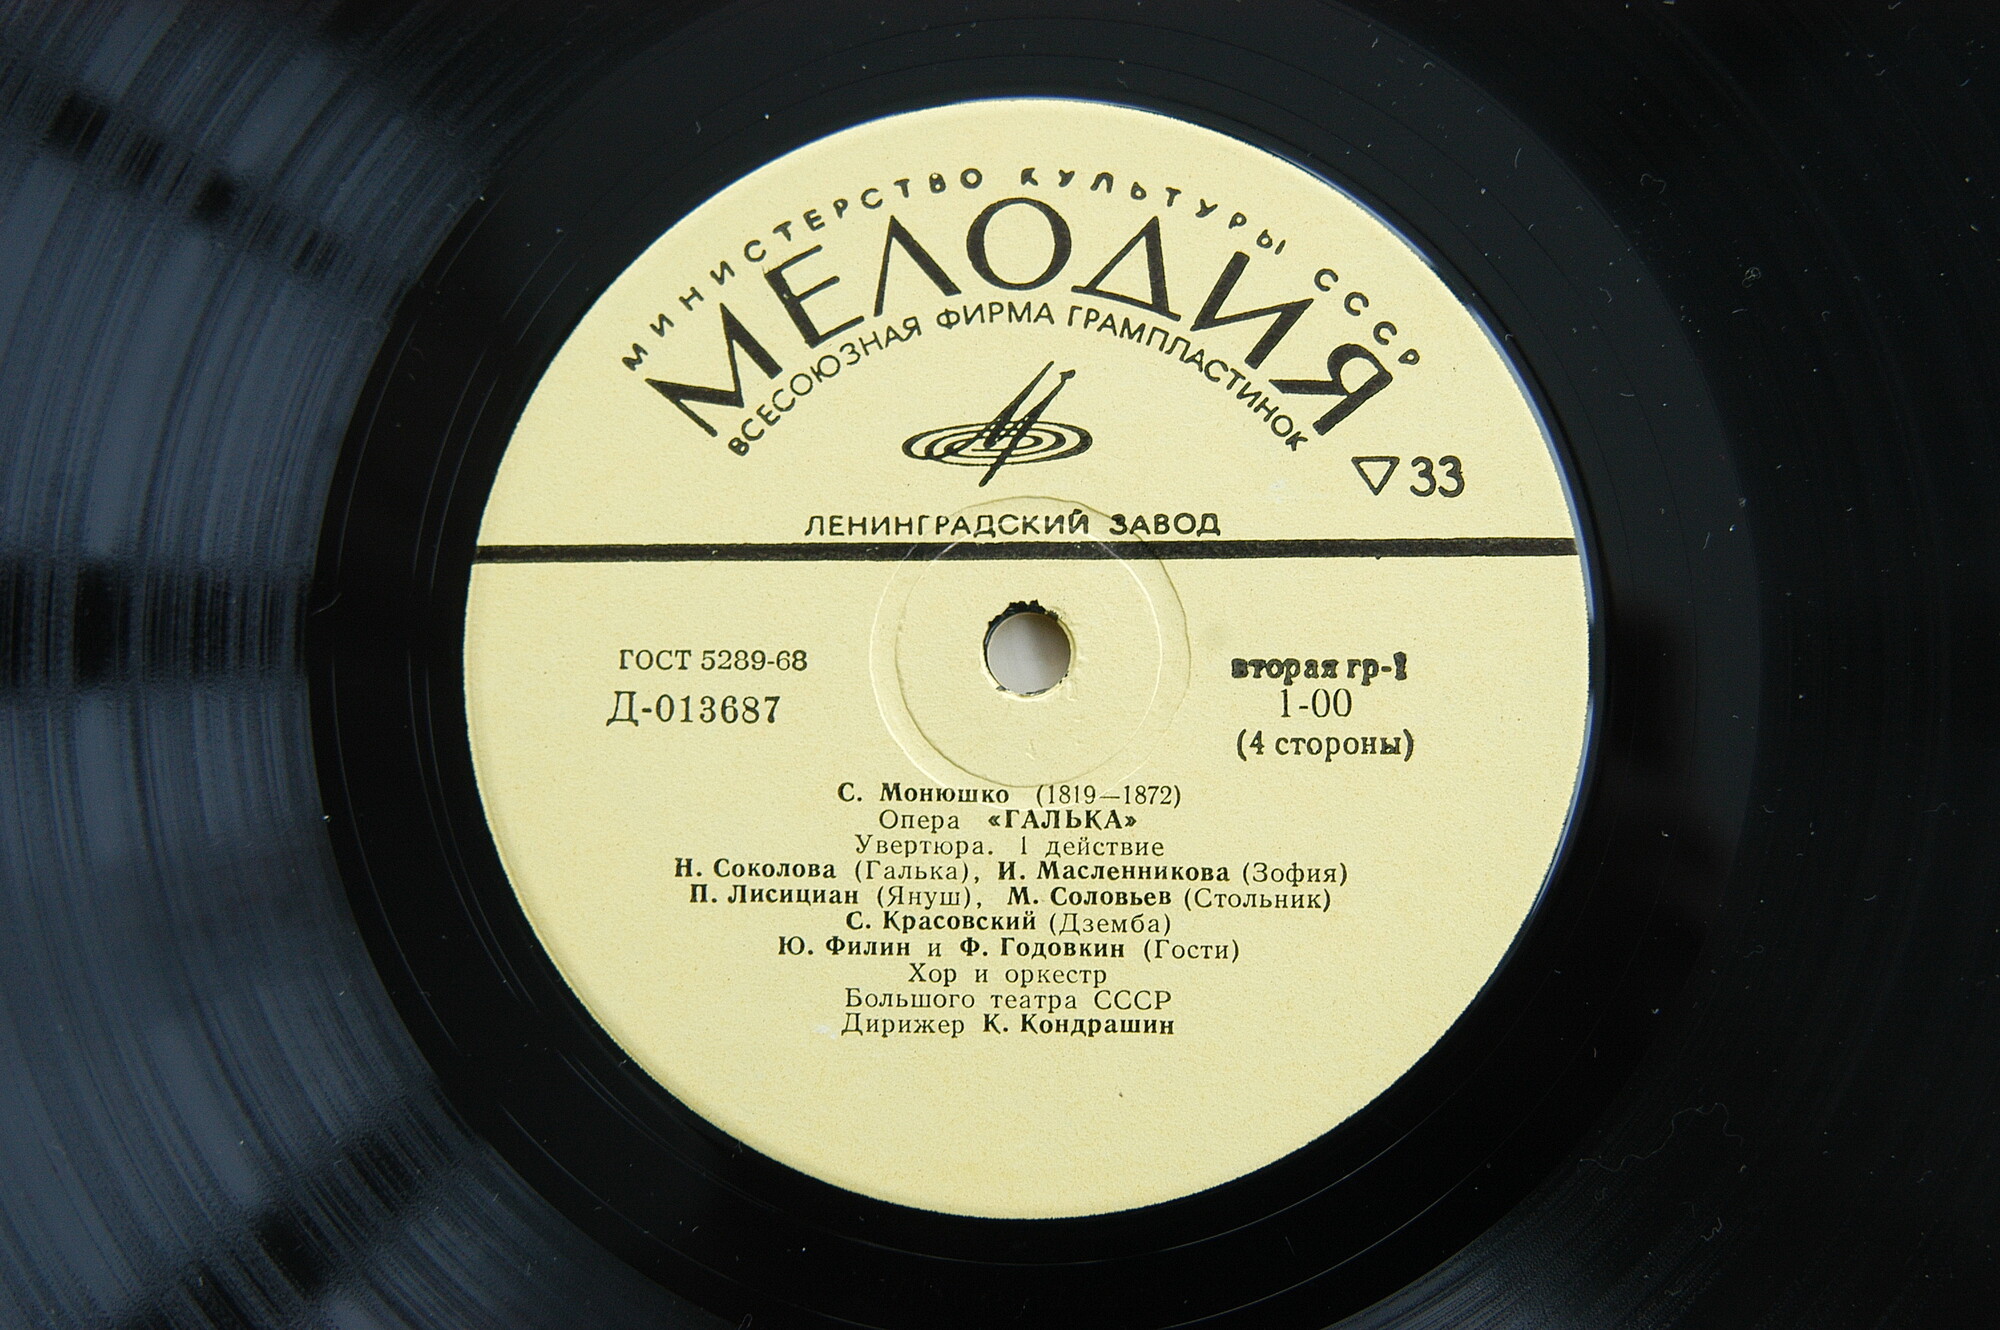 МИНИСТЕРСТВО КУЛЬТУРЫ СССР
МЕЛОДИЯ
ВСЕСОЮЗНАЯ ФИРМА ГРАМПЛАСТИНОК
33
ЛЕНИНГРАДСКИЙ ЗАВОД
ГОСТ 5289-68
Д-013687
вторая гр-
1-00
(4 стороны)
С. Монюшко (1819—1872)
Опера «ГАЛЬКА»
Увертюра. 1 действие
Н. Соколова (Галька), И. Масленникова (Зофия)
П. Лисициан (Януш), М. Соловьев (Стольник)
С. Красовский (Дземба)
Ю. Филин и Ф. Годовкин (Гости)
Хор и оркестр
Большого театра СССР
Дирижер К. Кондрашин